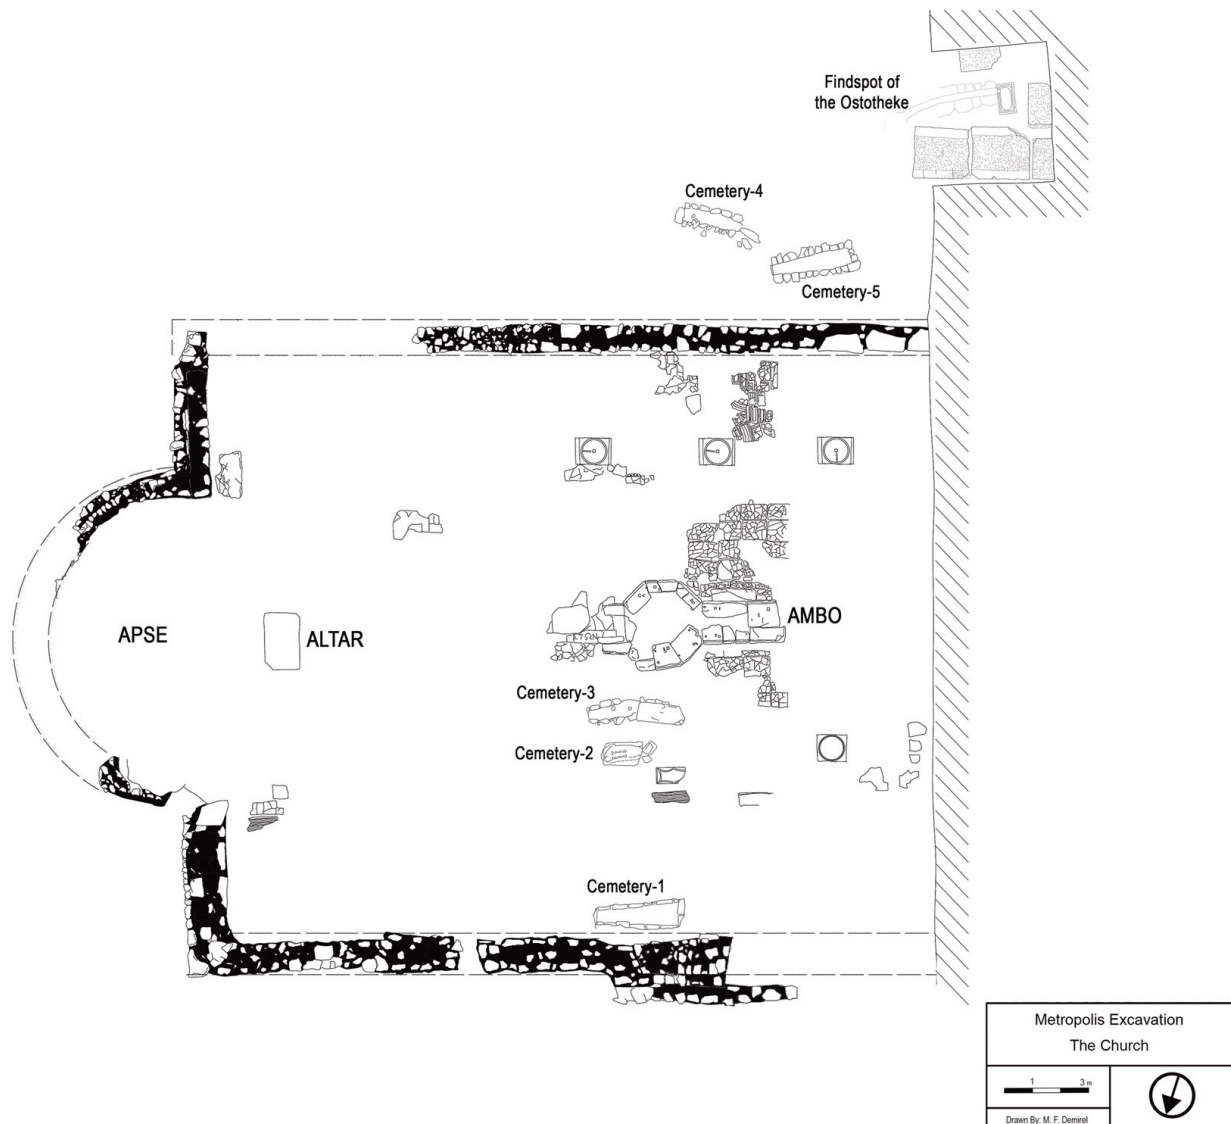 Findspot of
the Ostotheke
Cemetery-4
Cemetery-5
APSE
ALTAR
AMBO
Cemetery-3
Cemetery-2
Cemetery-1
Metropolis Excavation
The Church
1 3 m
Drawn By: M. F. Demirel